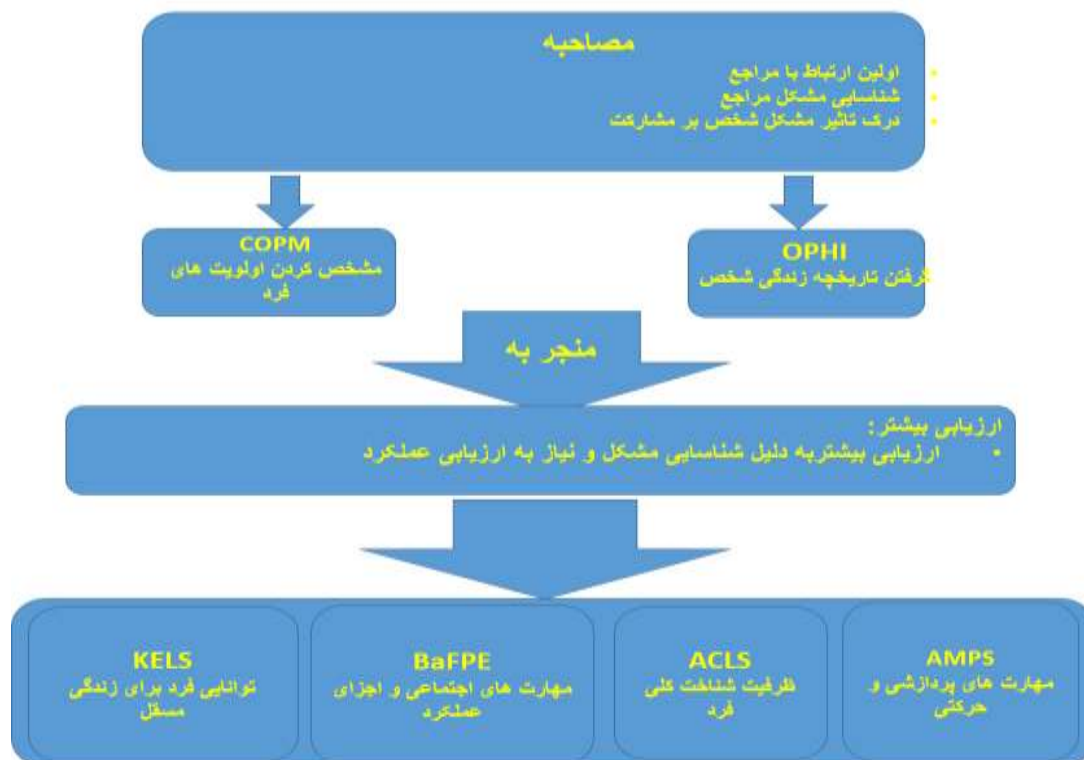 مصاحبه
• اولین ارتباط با مراجع
• شناسایی مشکل مراجع
• درک تاثیر مشکل شخص بر مشارکت
OPHI
گرفتن تاریخچه زندگی شخص
COPM
مشخص کردن اولویت های
فرد
منجر به
ارزیابی بیشتر:
• ارزیابی بیشتربه دلیل شناسایی مشکل و نیاز به ارزیابی عملکرد
AMPS
مهارت های پردازشی و
حرکتی
ACLS
ظرفیت شناخت کلی
فرد
BaFPE
مهارت های اجتماعی و اجزای
عملکرد
KELS
توانایی فرد برای زندگی
مسقل